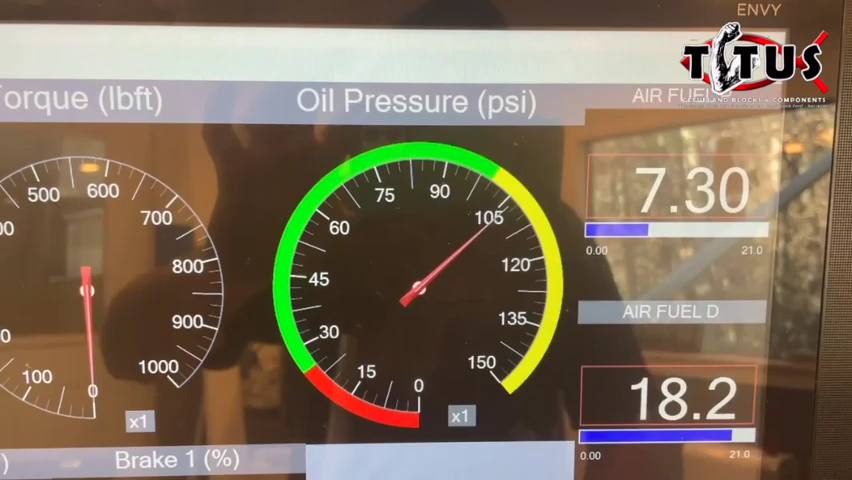 ENVY
TITUS
orque (lbft)
Oil Pressure (psi)
AIR FUEL
500
600
700
800
900
1000
100
0
x1
0
15
30
45
60
75
90
105
120
135
150
x1
7.30
0.00
21.0
AIR FUEL D
18.2
0.00
21.0
Brake 1 (%)